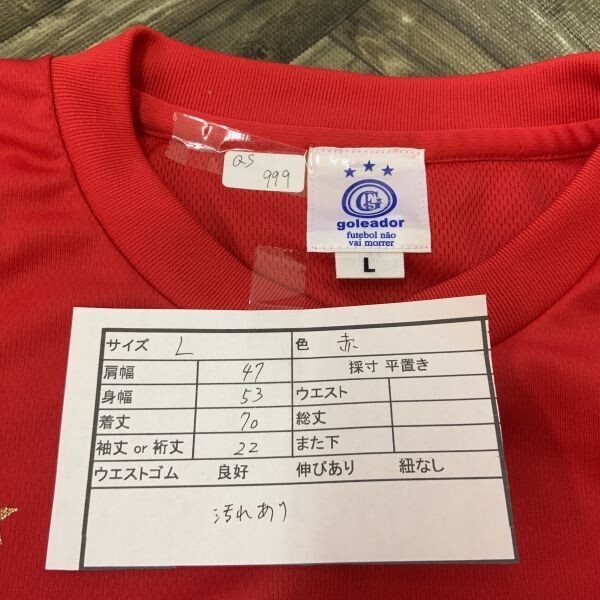 QS
999
goleador
futebol não
vai morrer
L
サイズ L 色 赤
肩幅 47 採寸 平置き
身幅 53 ウエスト
着丈 70 総丈
袖丈 or 裄丈 22 また下
ウエストゴム 良好 伸びあり 紐なし
汚れあり